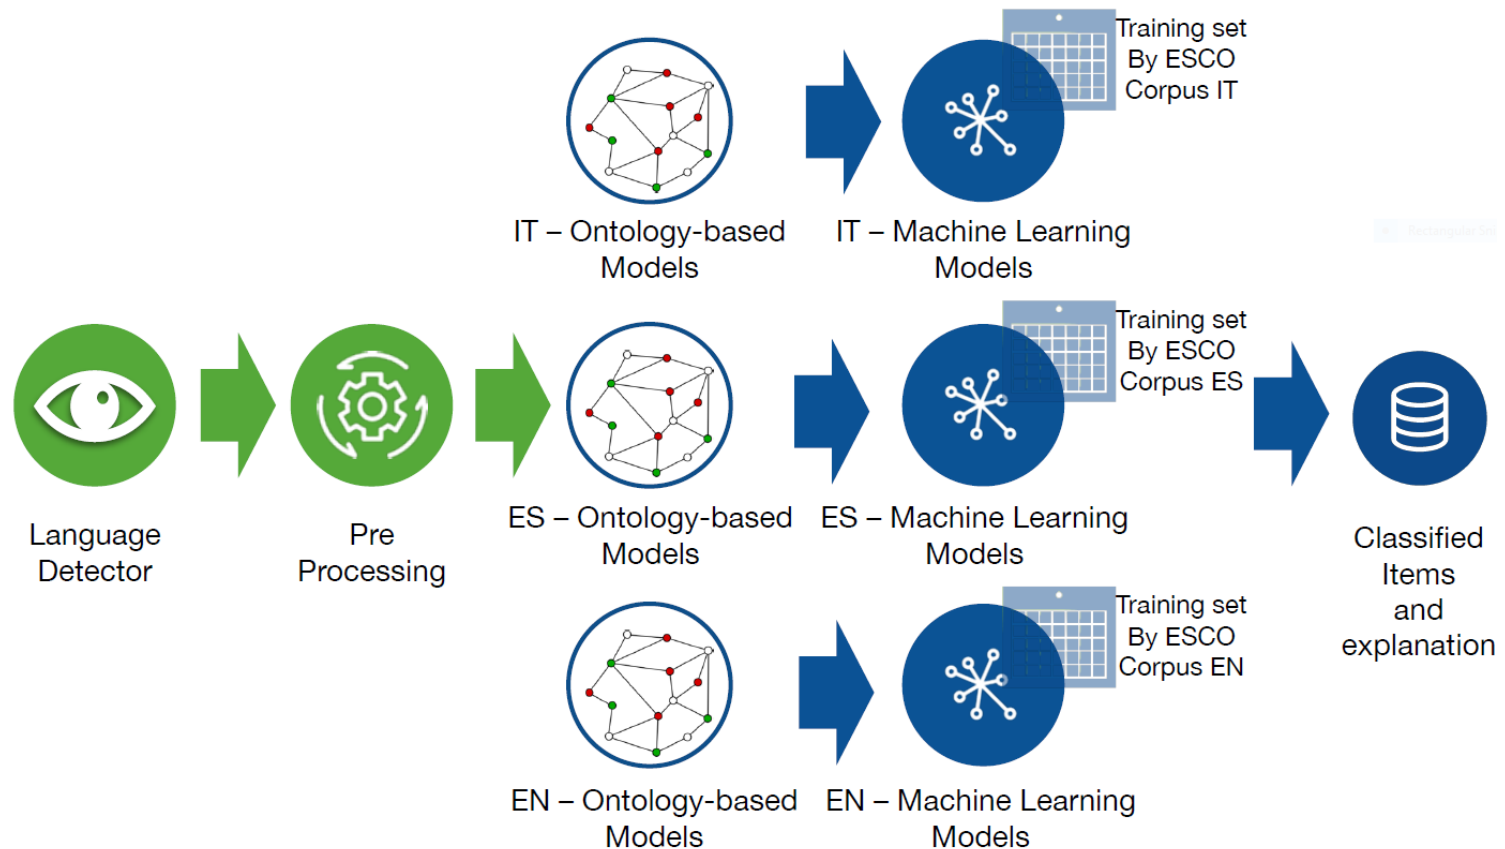 Training set
By ESCO
Corpus IT
IT – Ontology-based
Models
IT – Machine Learning
Models
Rectangular Sni
Training set
By ESCO
Corpus ES
Language
Detector
Pre
Processing
ES – Ontology-based
Models
ES – Machine Learning
Models
Classified
Items
and
explanation
Training set
By ESCO
Corpus EN
EN – Ontology-based
Models
EN – Machine Learning
Models